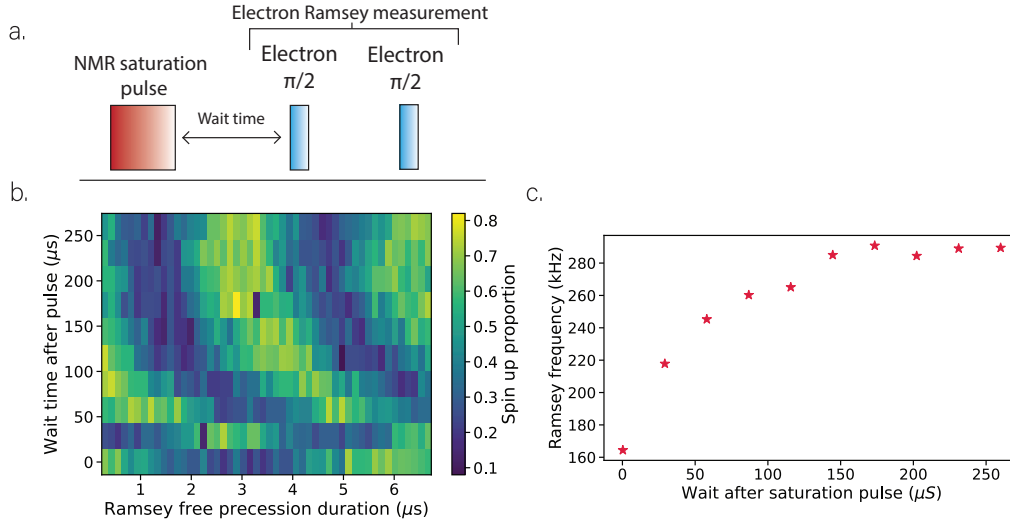 a.
Electron Ramsey measurement
NMR saturation
pulse
Electron
π/2
Electron
π/2
Wait time
b.
Wait time after pulse (μs)
250
200
150
100
50
0
1 2 3 4 5 6
Ramsey free precession duration (μs)
0.8
0.7
0.6
0.5
0.4
0.3
0.2
0.1
Spin up proportion
c.
Ramsey frequency (kHz)
280
260
240
220
200
180
160
0 50 100 150 200 250
Wait after saturation pulse (μS)